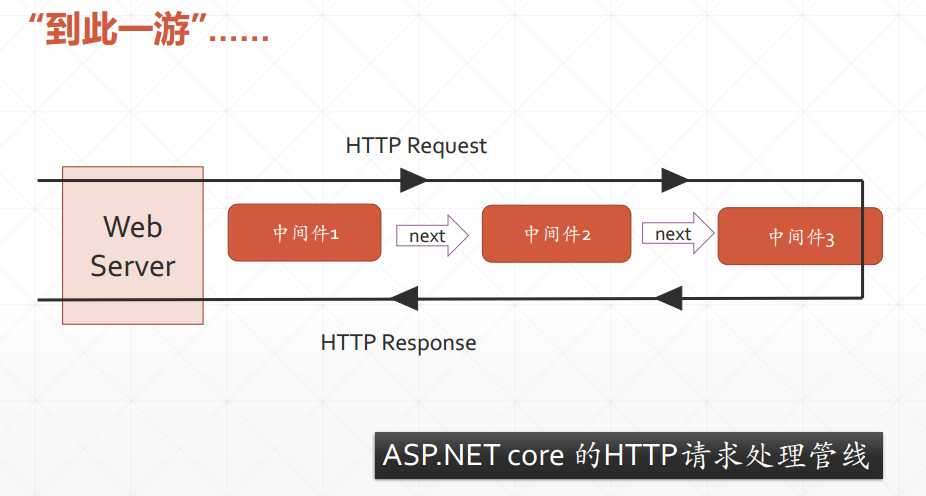 “到此一游”……
HTTP Request
Web
Server
中间件1
next
中间件2
next
中间件3
HTTP Response
ASP.NET core 的HTTP请求处理管线